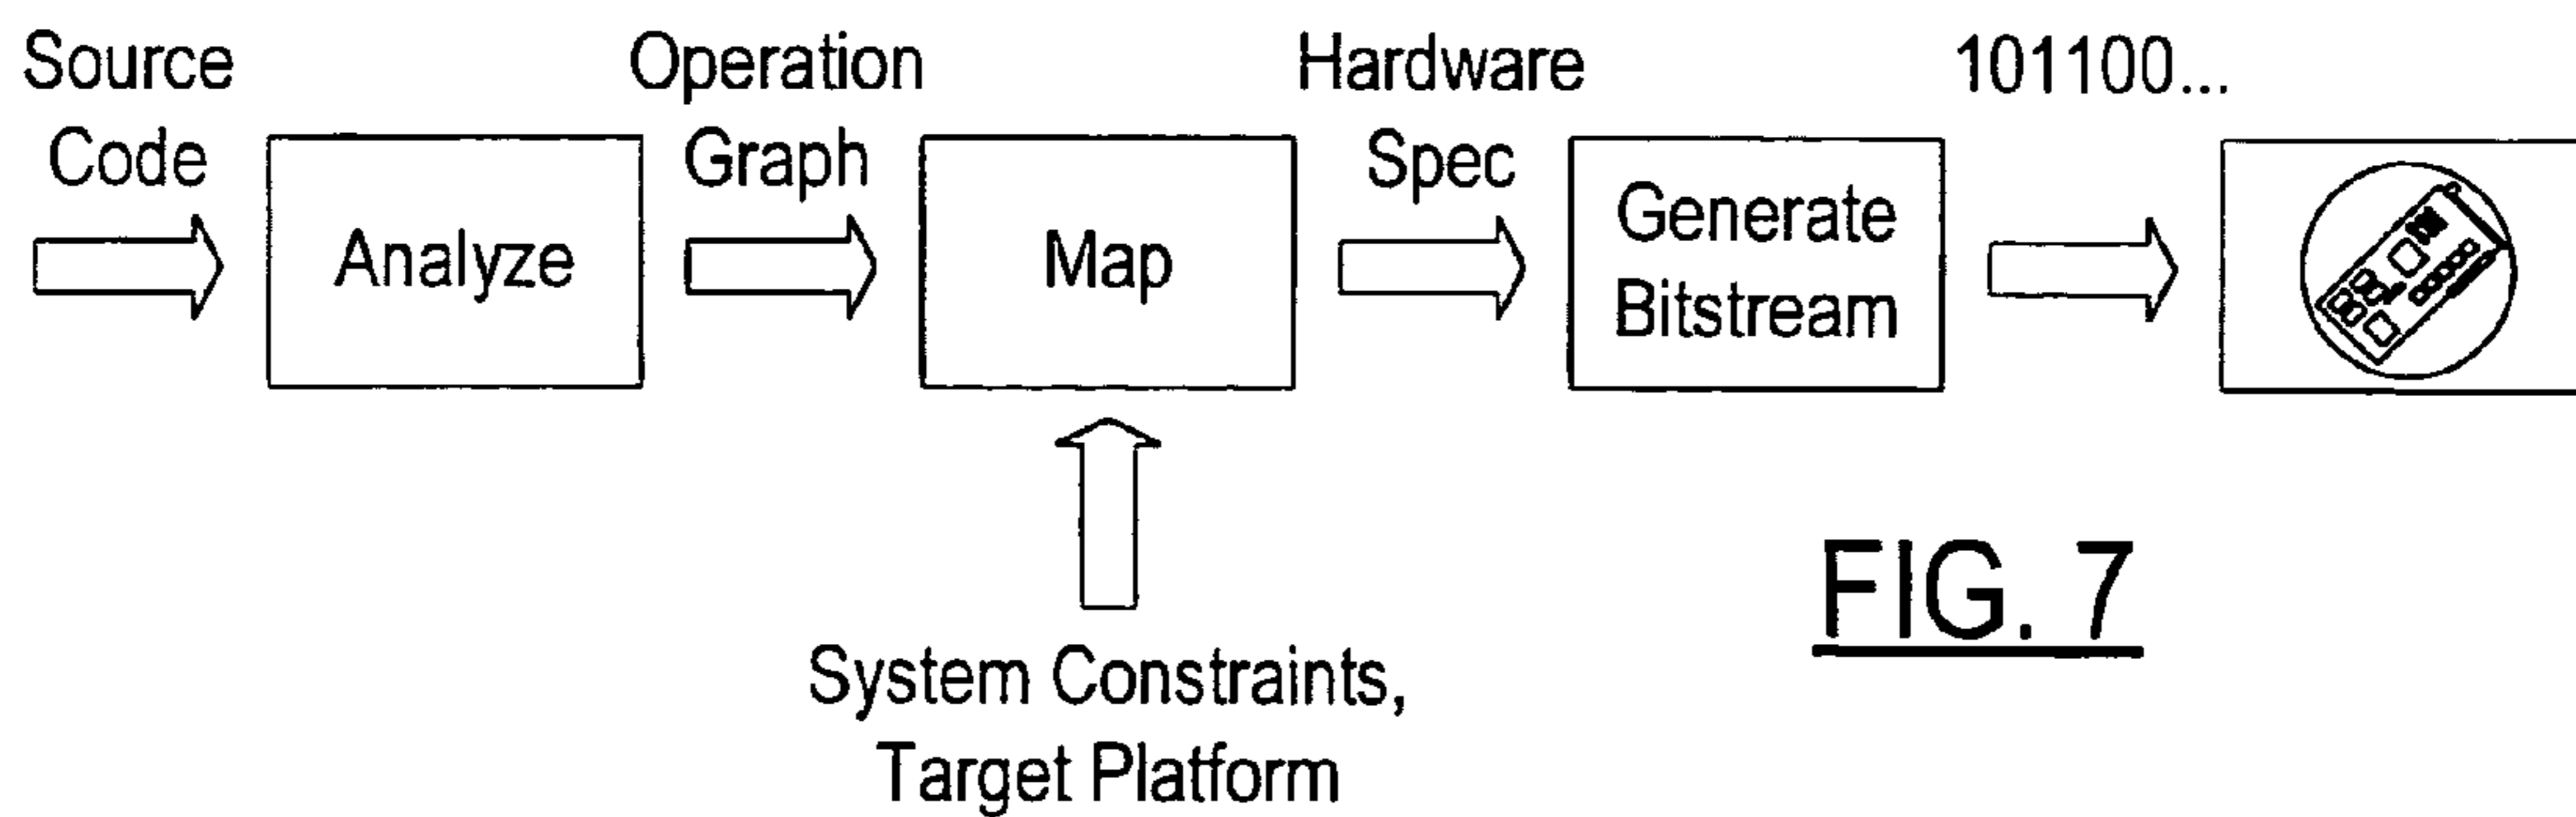 Source
Code
Analyze
Operation
Graph
Map
Hardware
Spec
Generate
Bitstream
101100...
System Constraints,
Target Platform
FIG. 7